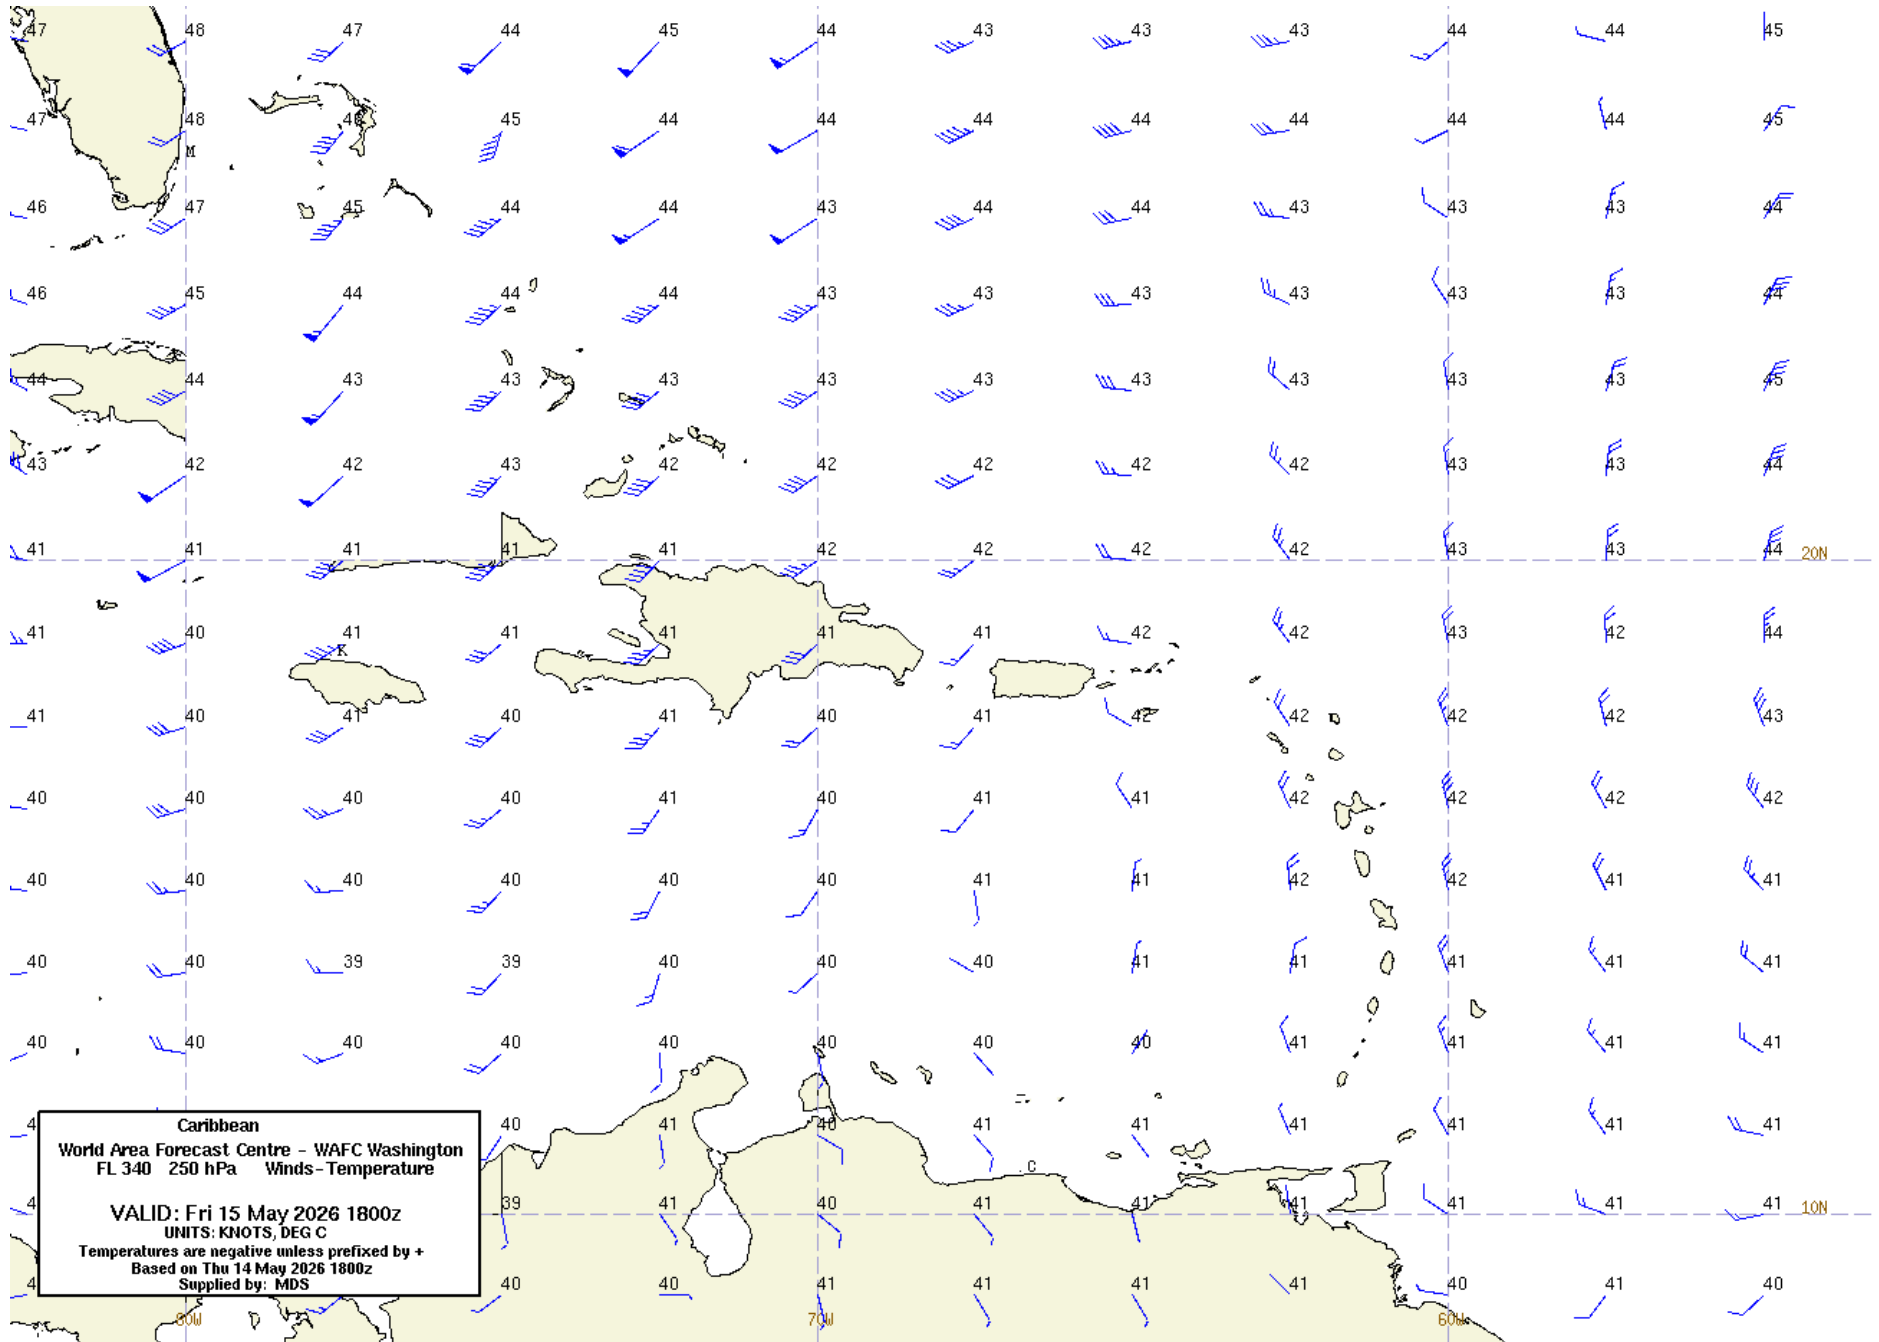 47 48 47 44 45 44 43 43 43 44 44 45
47 48 45 44 44 44 44 43 44 44 45
M
46 47 45 44 44 43 44 43 43 43 43 44
46 45 44 44 44 43 43 43 43 43 43 44
44 44 43 43 43 43 43 43 43 43 43 45
43 42 42 43 42 42 42 42 42 43 43 44
41 41 41 41 41 42 42 42 42 43 43 44 20N
41 40 41 41 41 41 41 42 42 43 42 44
K
41 40 41 40 41 40 41 42 42 42 42 43
40 40 40 40 41 40 41 41 42 42 42 42
40 40 40 40 40 40 41 41 42 42 41 41
40 40 39 39 40 40 40 41 41 41 41 41
40 40 40 40 40 40 40 40 41 41 41 41
40 41 40 41 41 41 41 41 41
C
39 41 40 41 41 41 41 41 41 10N
40 40 41 41 41 41 40 41 40
Caribbean
World Area Forecast Centre - WAFC Washington
FL 340 250 hPa Winds-Temperature
VALID: Fri 15 May 2026 1800z
UNITS: KNOTS, DEG C
Temperatures are negative unless prefixed by +
Based on Thu 14 May 2026 1800z
Supplied by: MDS
80W 70W 60W